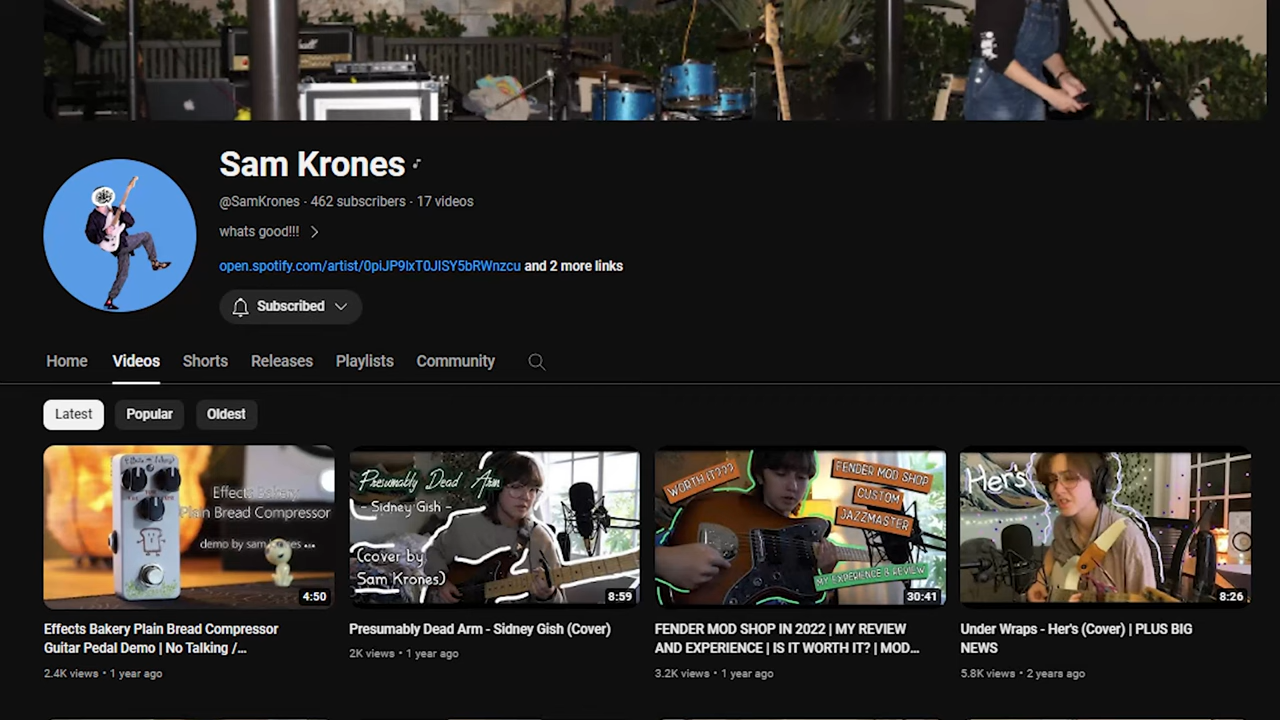 Marshall
Sam Krones
@SamKrones · 462 subscribers · 17 videos
whats good!!!
open.spotify.com/artist/0piJP9lxT0JISY5bRWnzcu and 2 more links
Subscribed
Home Videos Shorts Releases Playlists Community
Latest Popular Oldest
Effects Bakery
Plain Bread Compressor
demo by sam krones
4:50
Presumably Dead Arm
- Sidney Gish -
(cover by
Sam Krones)
8:59
WORTH IT???
FENDER MOD SHOP
CUSTOM
JAZZMASTER
MY EXPERIENCE & REVIEW
30:41
Her's
8:26
Effects Bakery Plain Bread Compressor
Guitar Pedal Demo | No Talking /...
2.4K views • 1 year ago
Presumably Dead Arm - Sidney Gish (Cover)
2K views • 1 year ago
FENDER MOD SHOP IN 2022 | MY REVIEW
AND EXPERIENCE | IS IT WORTH IT? | MOD...
3.2K views • 1 year ago
Under Wraps - Her's (Cover) | PLUS BIG
NEWS
5.8K views • 2 years ago